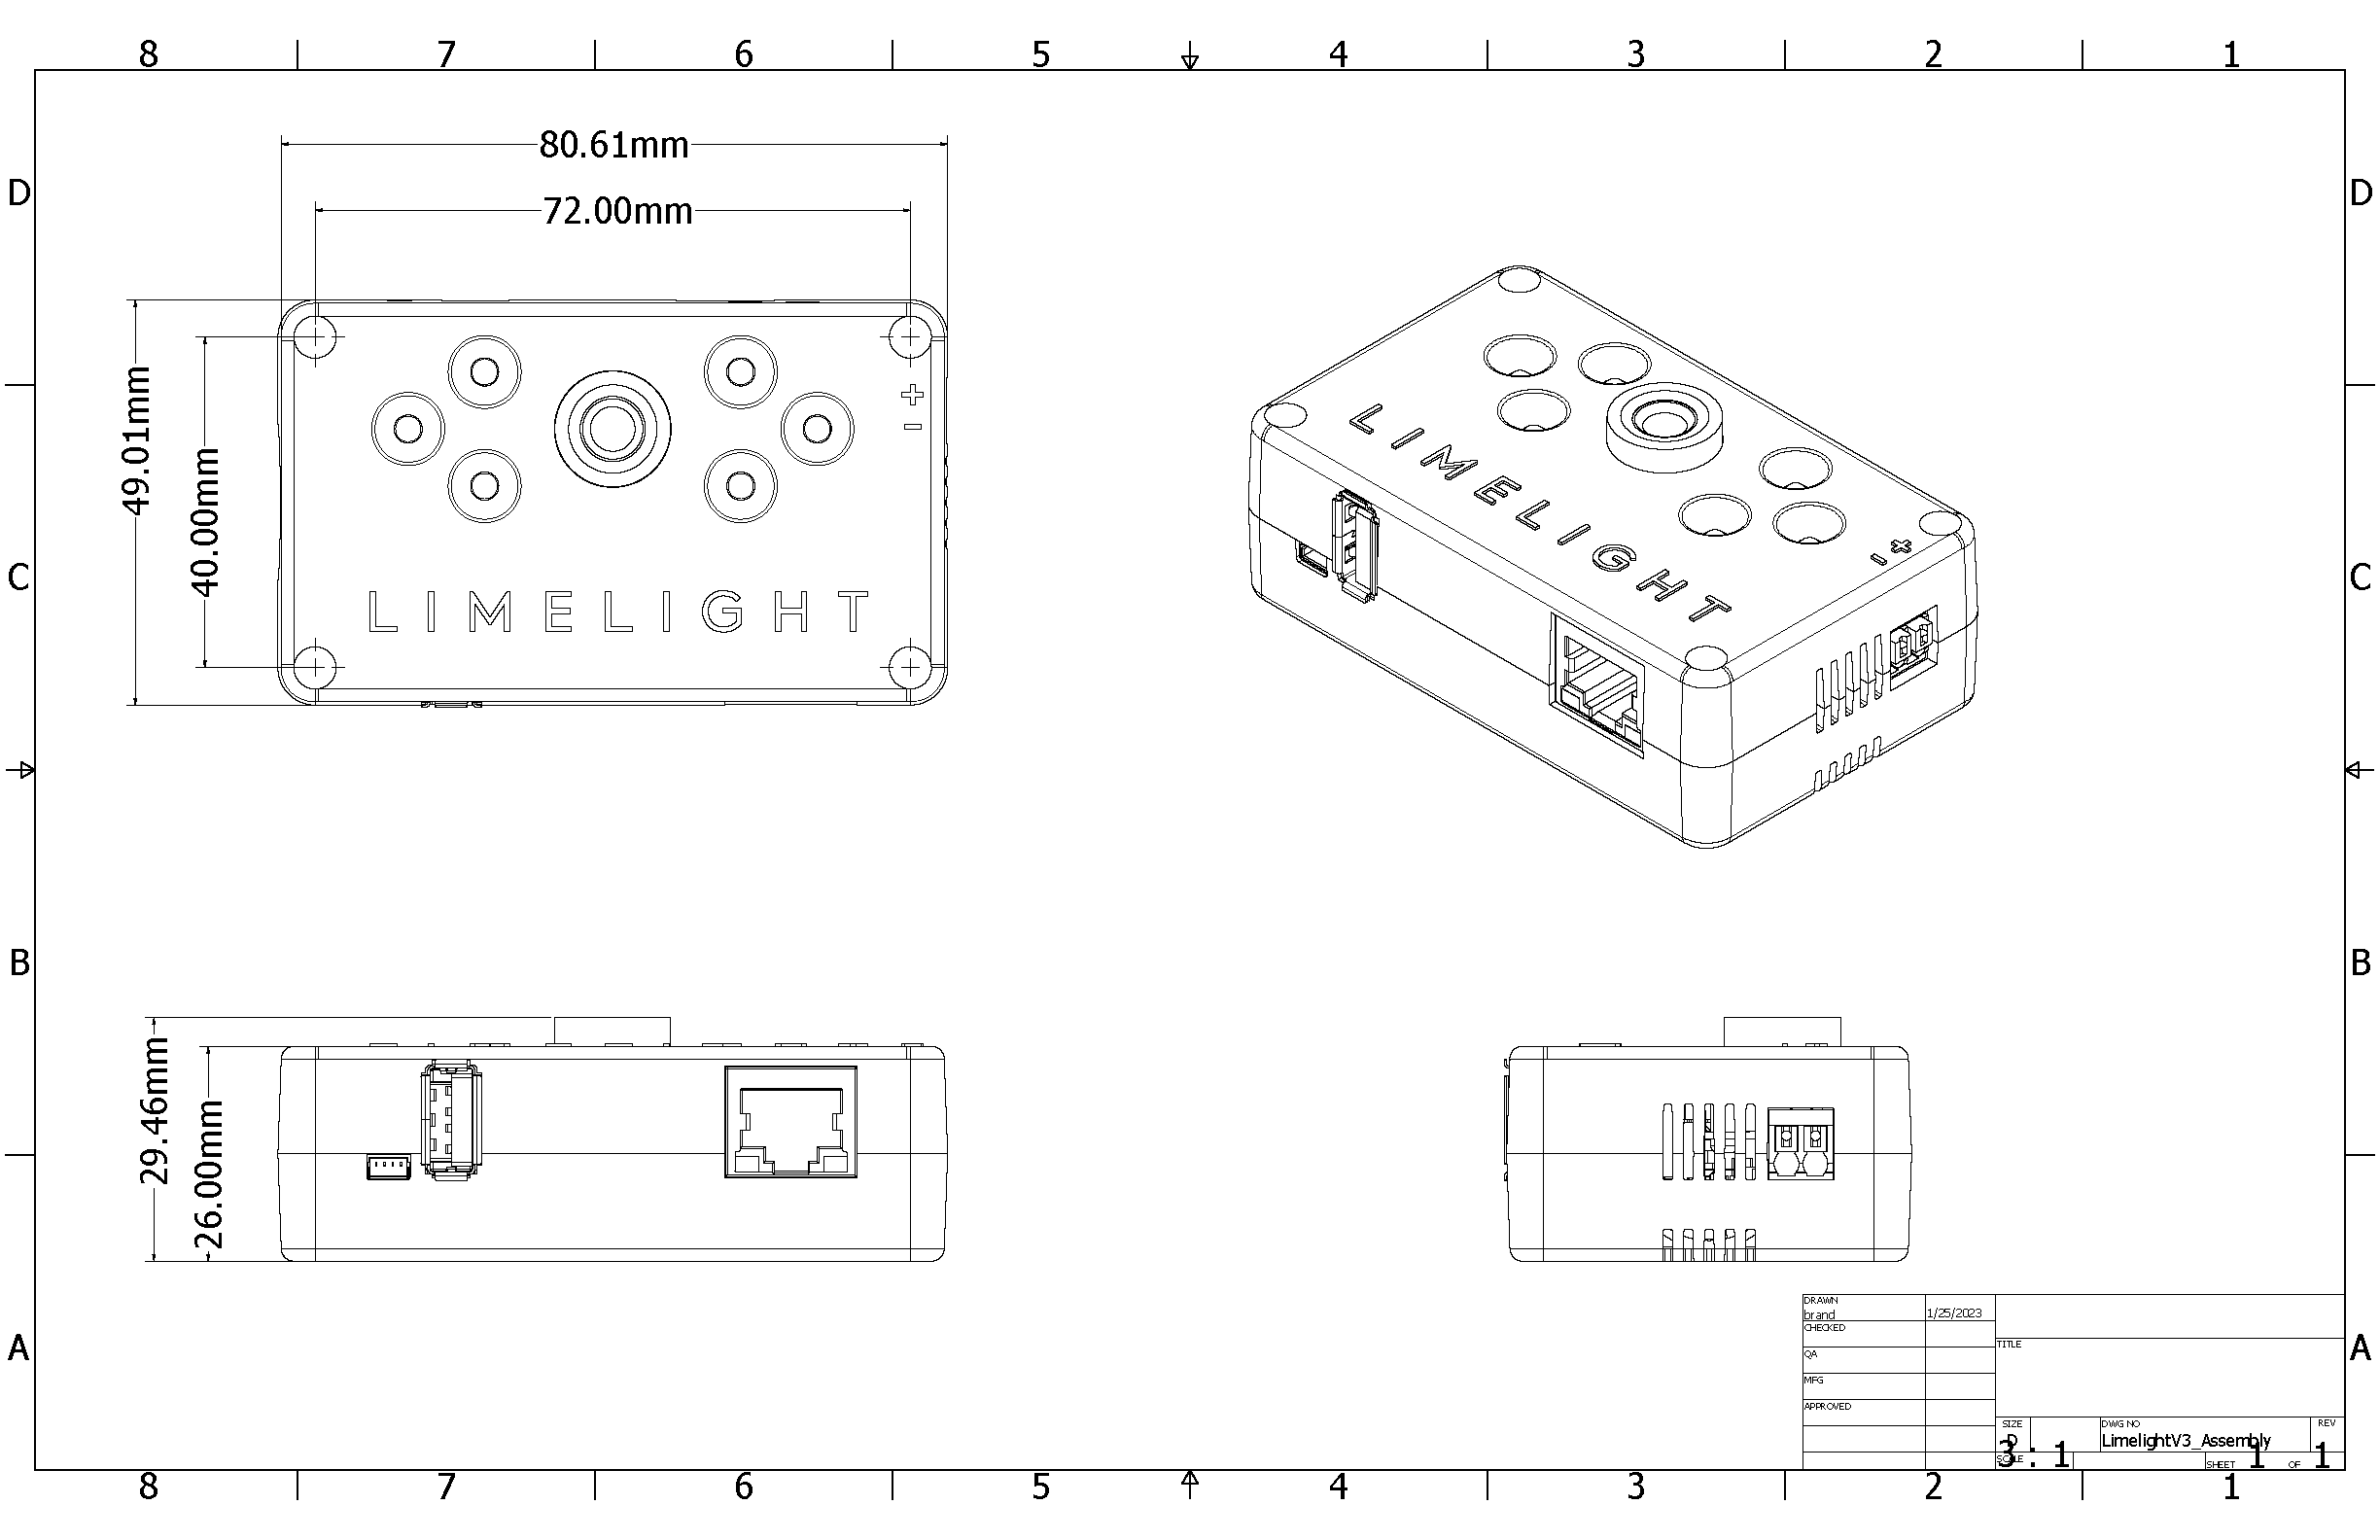 8 7 6 5 4 3 2 1
D D
80.61mm
72.00mm
49.01mm
40.00mm
+
-
LIMELIGHT
LIMELIGHT
- +
C C
B B
29.46mm
26.00mm
A A
DRAWN
brand 1/25/2023
CHECKED
QA
MFG
APPROVED
TITLE
SIZE
D
DWG NO
LimelightV3_Assembly
REV
SCALE
3 : 1
SHEET 1 OF 1
8 7 6 5 4 3 2 1